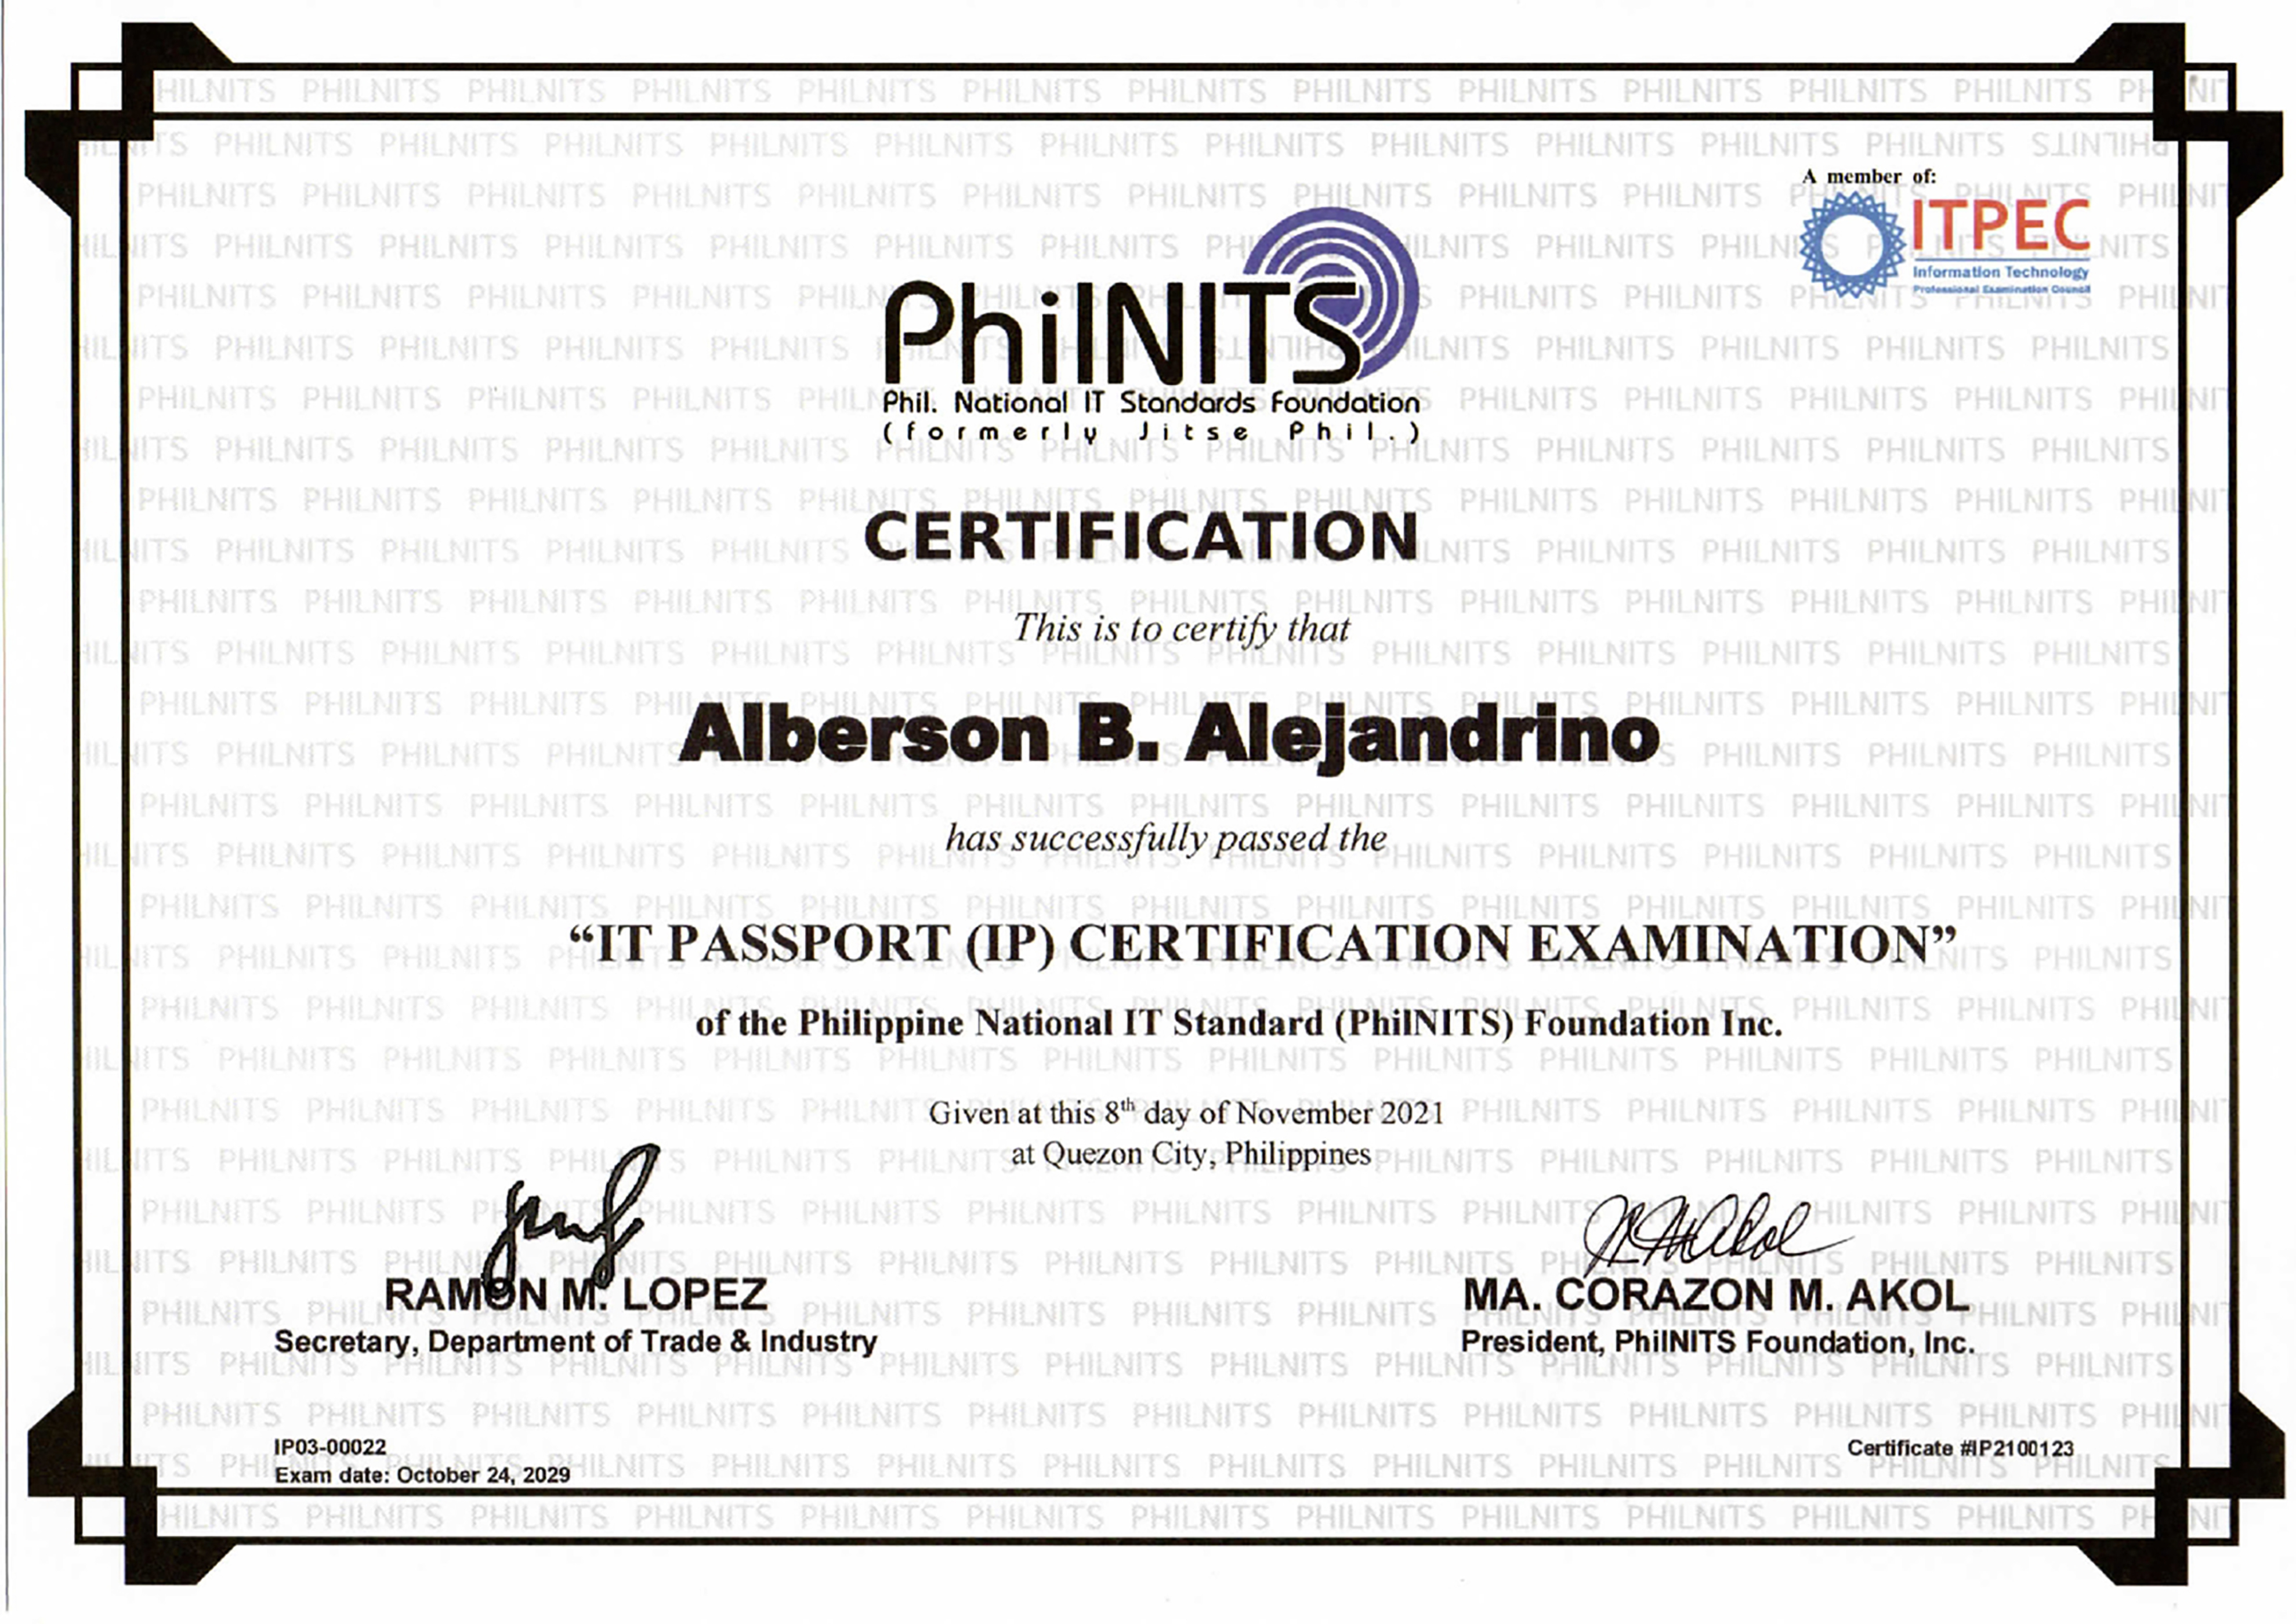 A member of:
ITPEC
Information Technology
Professional Examination Council
PhilNITS
Phil. National IT Standards Foundation
(formerly Jitse Phil.)
CERTIFICATION
This is to certify that
Alberson B. Alejandrino
has successfully passed the
“IT PASSPORT (IP) CERTIFICATION EXAMINATION”
of the Philippine National IT Standard (PhilNITS) Foundation Inc.
Given at this 8th day of November 2021
at Quezon City, Philippines
RAMON M. LOPEZ
Secretary, Department of Trade & Industry
MA. CORAZON M. AKOL
President, PhilNITS Foundation, Inc.
IP03-00022
Exam date: October 24, 2029
Certificate #IP2100123